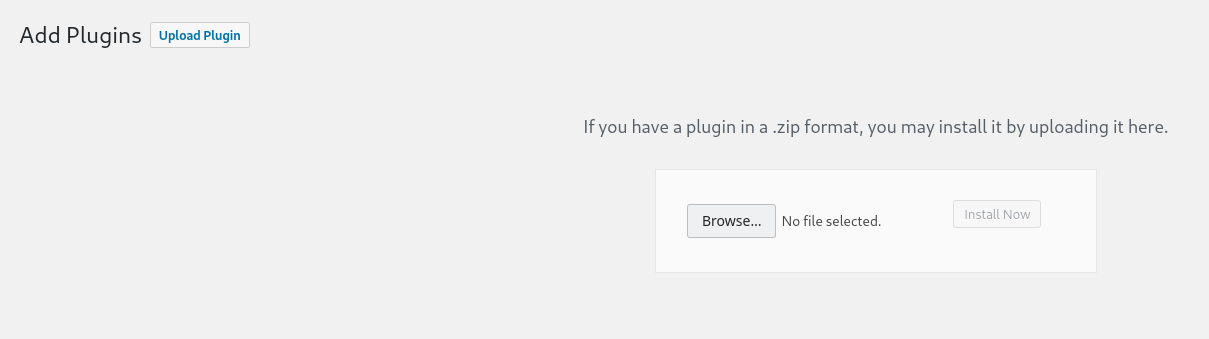 Add Plugins Upload Plugin
If you have a plugin in a .zip format, you may install it by uploading it here.
Browse... No file selected. Install Now